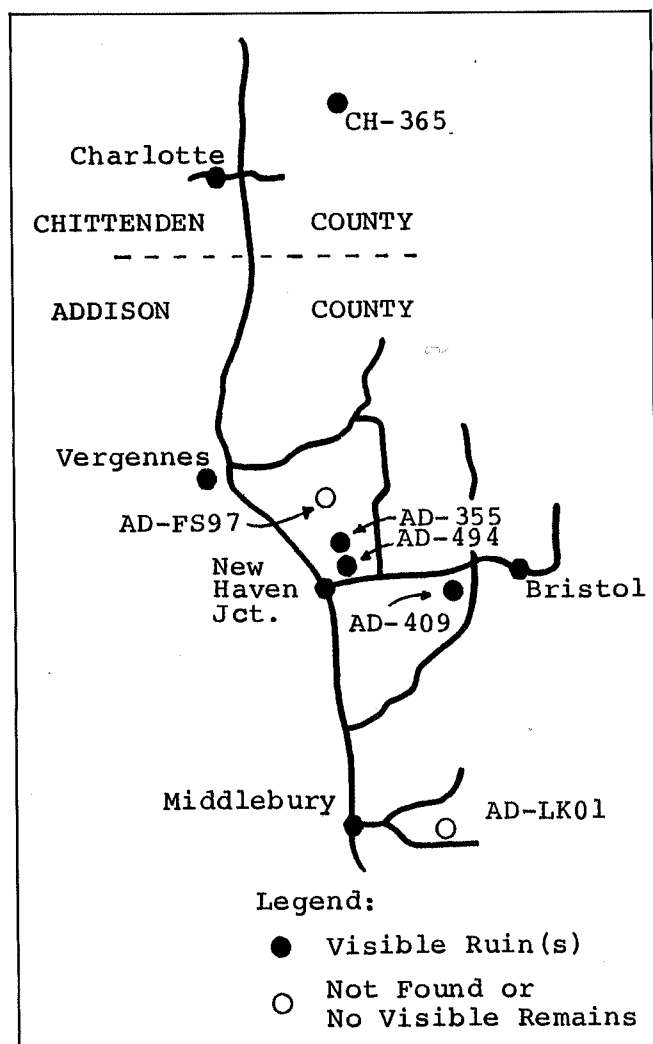 CH-365
Charlotte
CHITTENDEN COUNTY
ADDISON COUNTY
Vergennes
AD-FS97
AD-355
AD-494
New
Haven
Jct.
Bristol
AD-409
Middlebury
AD-LK01
Legend:
Visible Ruin(s)
Not Found or
No Visible Remains